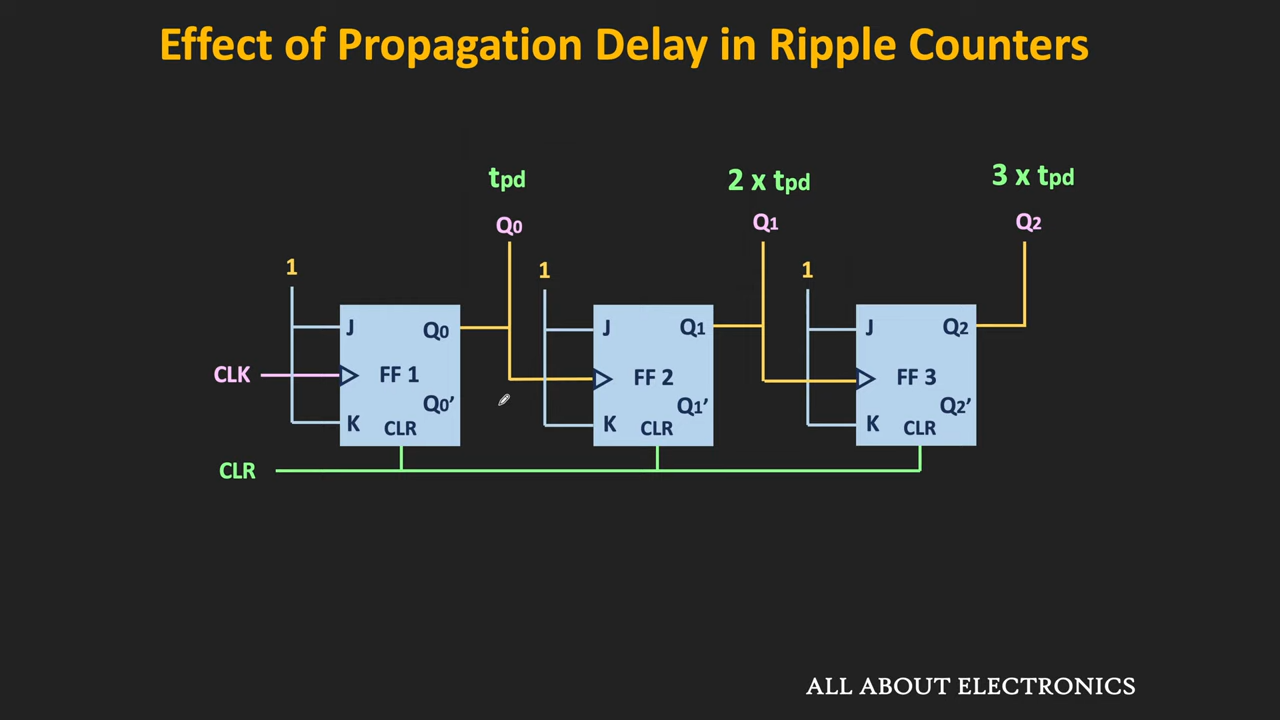 Effect of Propagation Delay in Ripple Counters
tpd
2 x tpd
3 x tpd
Q0
Q1
Q2
1
1
1
J
Q0
J
Q1
J
Q2
CLK
FF 1
FF 2
FF 3
Q0’
Q1’
Q2’
K
CLR
K
CLR
K
CLR
CLR
ALL ABOUT ELECTRONICS